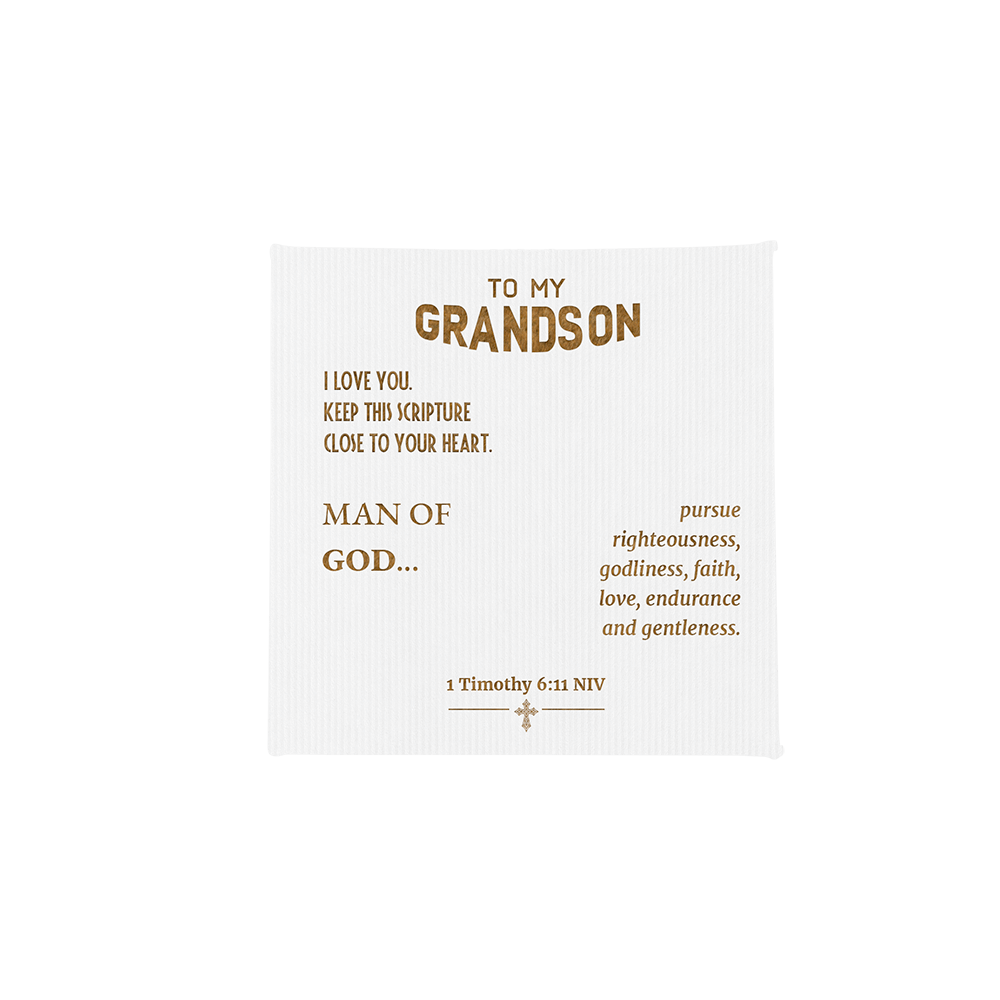 TO MY
GRANDSON
I LOVE YOU.
KEEP THIS SCRIPTURE
CLOSE TO YOUR HEART.
MAN OF
GOD...
pursue
righteousness,
godliness, faith,
love, endurance
and gentleness.
1 Timothy 6:11 NIV